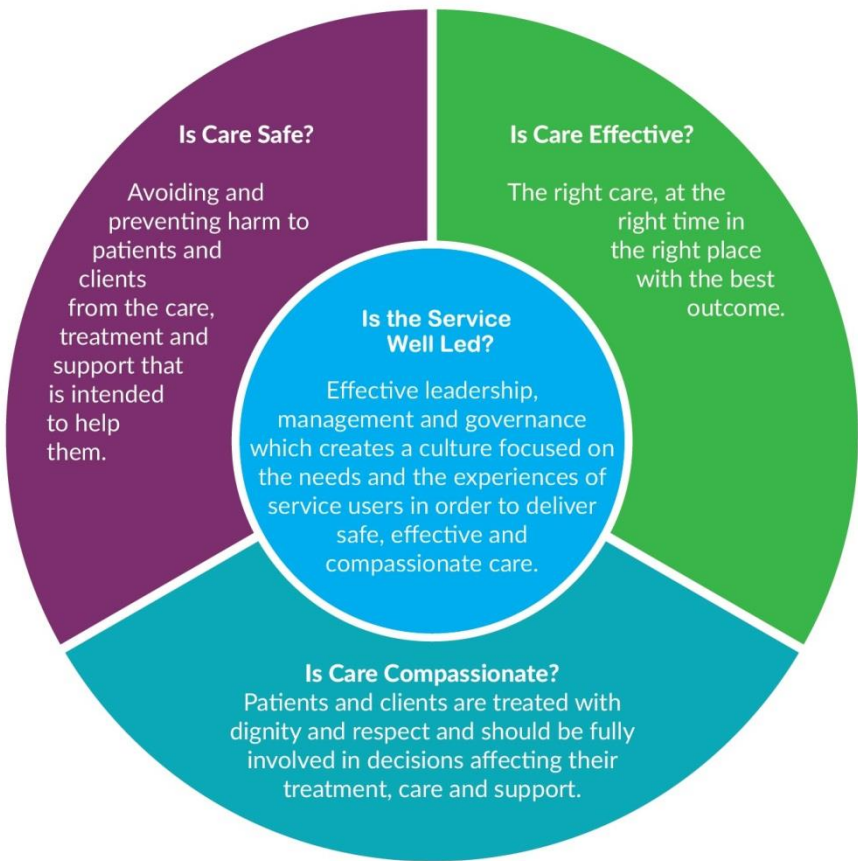 Is Care Safe?
Avoiding and
preventing harm to
patients and
clients
from the care,
treatment and
support that
is intended
to help
them.
Is Care Effective?
The right care, at the
right time in
the right place
with the best
outcome.
Is the Service
Well Led?
Effective leadership,
management and governance
which creates a culture focused on
the needs and the experiences of
service users in order to deliver
safe, effective and
compassionate care.
Is Care Compassionate?
Patients and clients are treated with
dignity and respect and should be fully
involved in decisions affecting their
treatment, care and support.